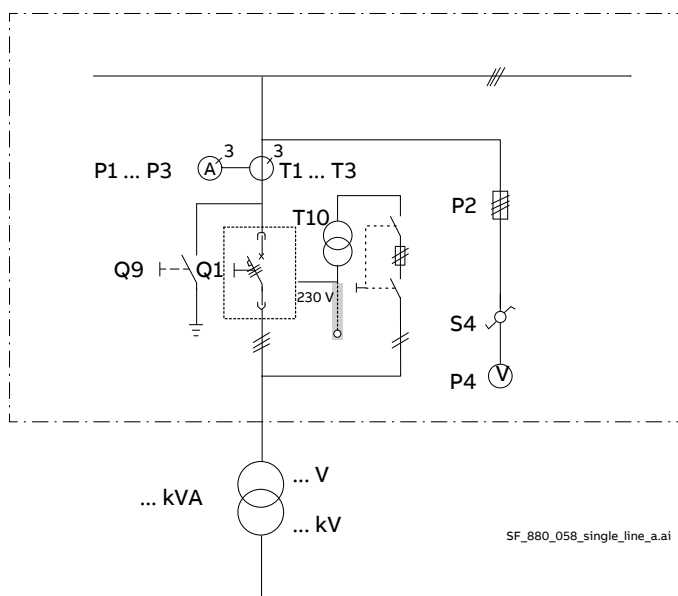 3
3
P1 ... P3
A
T1 ... T3
T10
P2
Q9
Q1
230 V
S4
P4
V
... V
... kVA
... kV
SF_880_058_single_line_a.ai